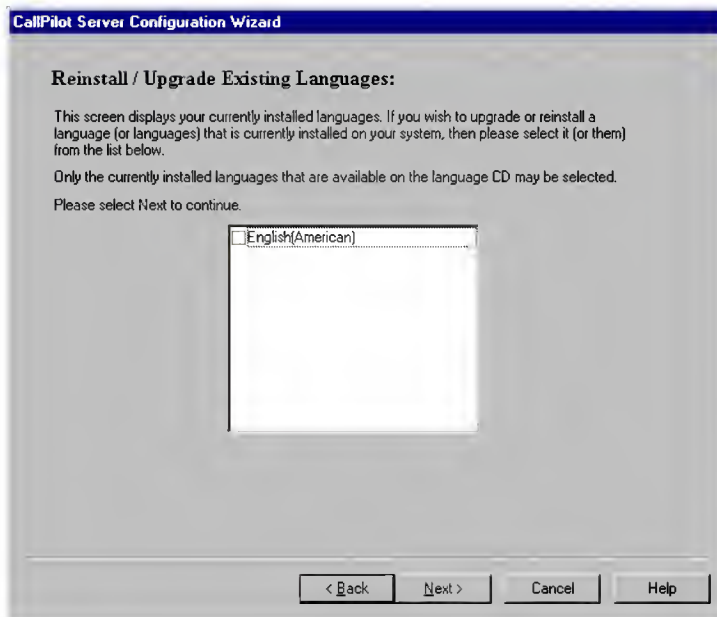 CallPilot Server Configuration Wizard
Reinstall / Upgrade Existing Languages:
This screen displays your currently installed languages. If you wish to upgrade or reinstall a
language (or languages) that is currently installed on your system, then please select it (or them)
from the list below.
Only the currently installed languages that are available on the language CD may be selected.
Please select Next to continue.
English(American)
< Back Next > Cancel Help